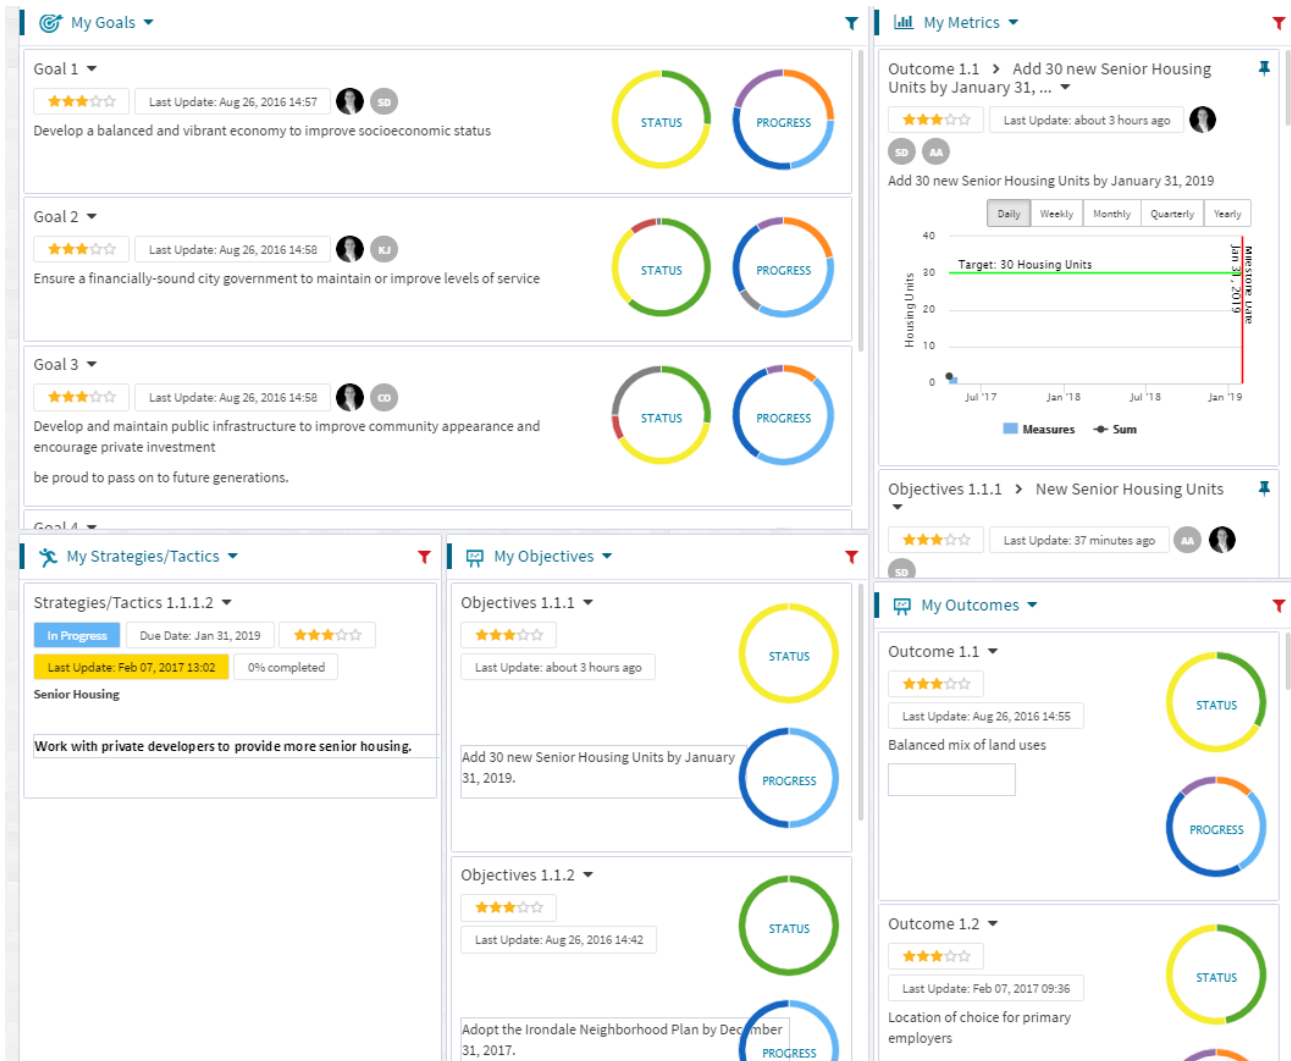 My Goals
Goal 1
Last Update: Aug 26, 2016 14:57
SD
Develop a balanced and vibrant economy to improve socioeconomic status
STATUS
PROGRESS
Goal 2
Last Update: Aug 26, 2016 14:58
KJ
Ensure a financially-sound city government to maintain or improve levels of service
STATUS
PROGRESS
Goal 3
Last Update: Aug 26, 2016 14:58
CD
Develop and maintain public infrastructure to improve community appearance and
encourage private investment
be proud to pass on to future generations.
STATUS
PROGRESS
Goal 4
My Metrics
Outcome 1.1 > Add 30 new Senior Housing
Units by January 31, ...
Last Update: about 3 hours ago
SD AA
Add 30 new Senior Housing Units by January 31, 2019
Daily Weekly Monthly Quarterly Yearly
Housing Units
40
30
20
10
0
Target: 30 Housing Units
Milestone Date
Jan 31, 2019
Jul '17 Jan '18 Jul '18 Jan '19
Measures Sum
Objectives 1.1.1 > New Senior Housing Units
Last Update: 37 minutes ago
AA
SD
My Strategies/Tactics
Strategies/Tactics 1.1.1.2
In Progress
Due Date: Jan 31, 2019
Last Update: Feb 07, 2017 13:02
0% completed
Senior Housing
Work with private developers to provide more senior housing.
My Objectives
Objectives 1.1.1
Last Update: about 3 hours ago
STATUS
Add 30 new Senior Housing Units by January
31, 2019.
PROGRESS
Objectives 1.1.2
Last Update: Aug 26, 2016 14:42
STATUS
Adopt the Irondale Neighborhood Plan by December
31, 2017.
PROGRESS
My Outcomes
Outcome 1.1
Last Update: Aug 26, 2016 14:55
Balanced mix of land uses
STATUS
PROGRESS
Outcome 1.2
Last Update: Feb 07, 2017 09:36
Location of choice for primary
employers
STATUS